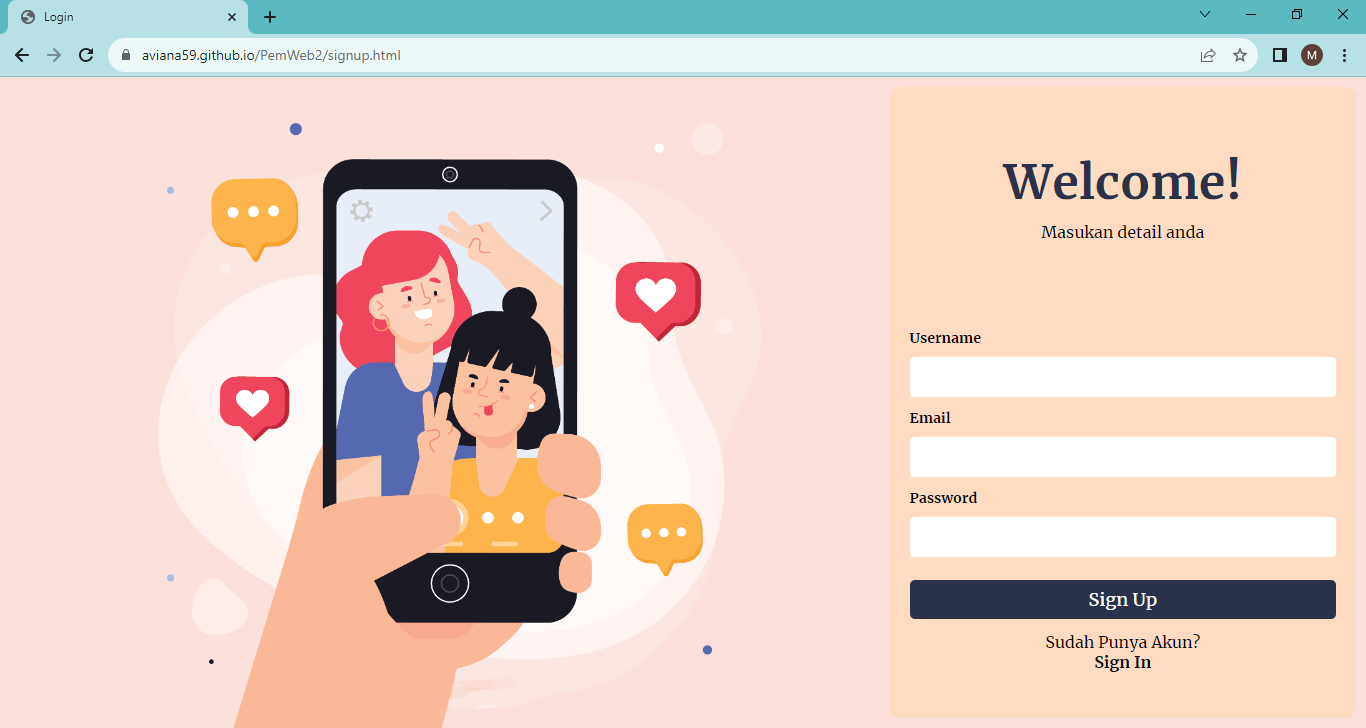 Login
aviana59.github.io/PemWeb2/signup.html
M
Welcome!
Masukan detail anda
Username
Email
Password
Sign Up
Sudah Punya Akun?
Sign In